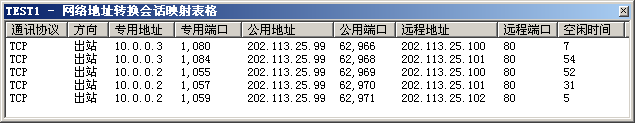 TEST1 - 网络地址转换会话映射表格
通讯协议 方向 专用地址 专用端口 公用地址 公用端口 远程地址 远程端口 空闲时间
TCP 出站 10.0.0.3 1,080 202.113.25.99 62,966 202.113.25.100 80 7
TCP 出站 10.0.0.3 1,084 202.113.25.99 62,968 202.113.25.101 80 54
TCP 出站 10.0.0.2 1,055 202.113.25.99 62,969 202.113.25.100 80 52
TCP 出站 10.0.0.2 1,057 202.113.25.99 62,970 202.113.25.101 80 31
TCP 出站 10.0.0.2 1,059 202.113.25.99 62,971 202.113.25.102 80 5